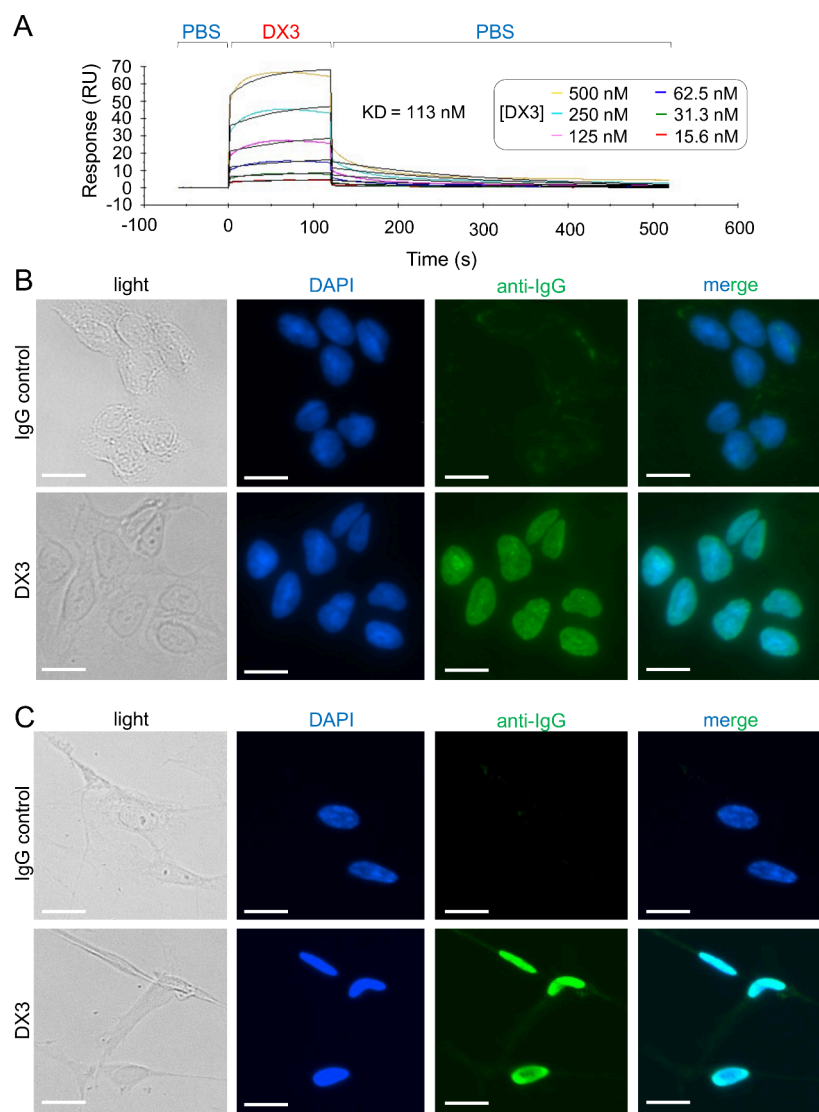 A
PBS DX3 PBS
Response (RU)
70
60
50
40
30
20
10
0
-10
KD = 113 nM
[DX3]
500 nM 62.5 nM
250 nM 31.3 nM
125 nM 15.6 nM
-100 0 100 200 300 400 500 600
Time (s)
B
light DAPI anti-IgG merge
IgG control
DX3
C
light DAPI anti-IgG merge
IgG control
DX3